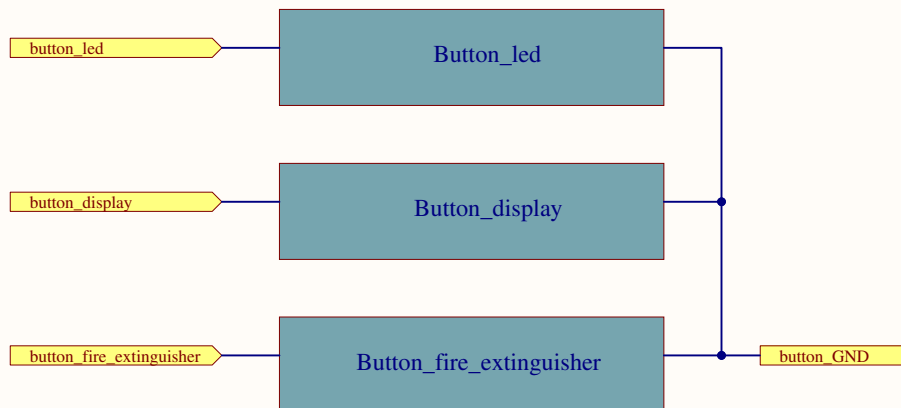 button_led
Button_led
button_display
Button_display
button_fire_extinguisher
Button_fire_extinguisher
button_GND